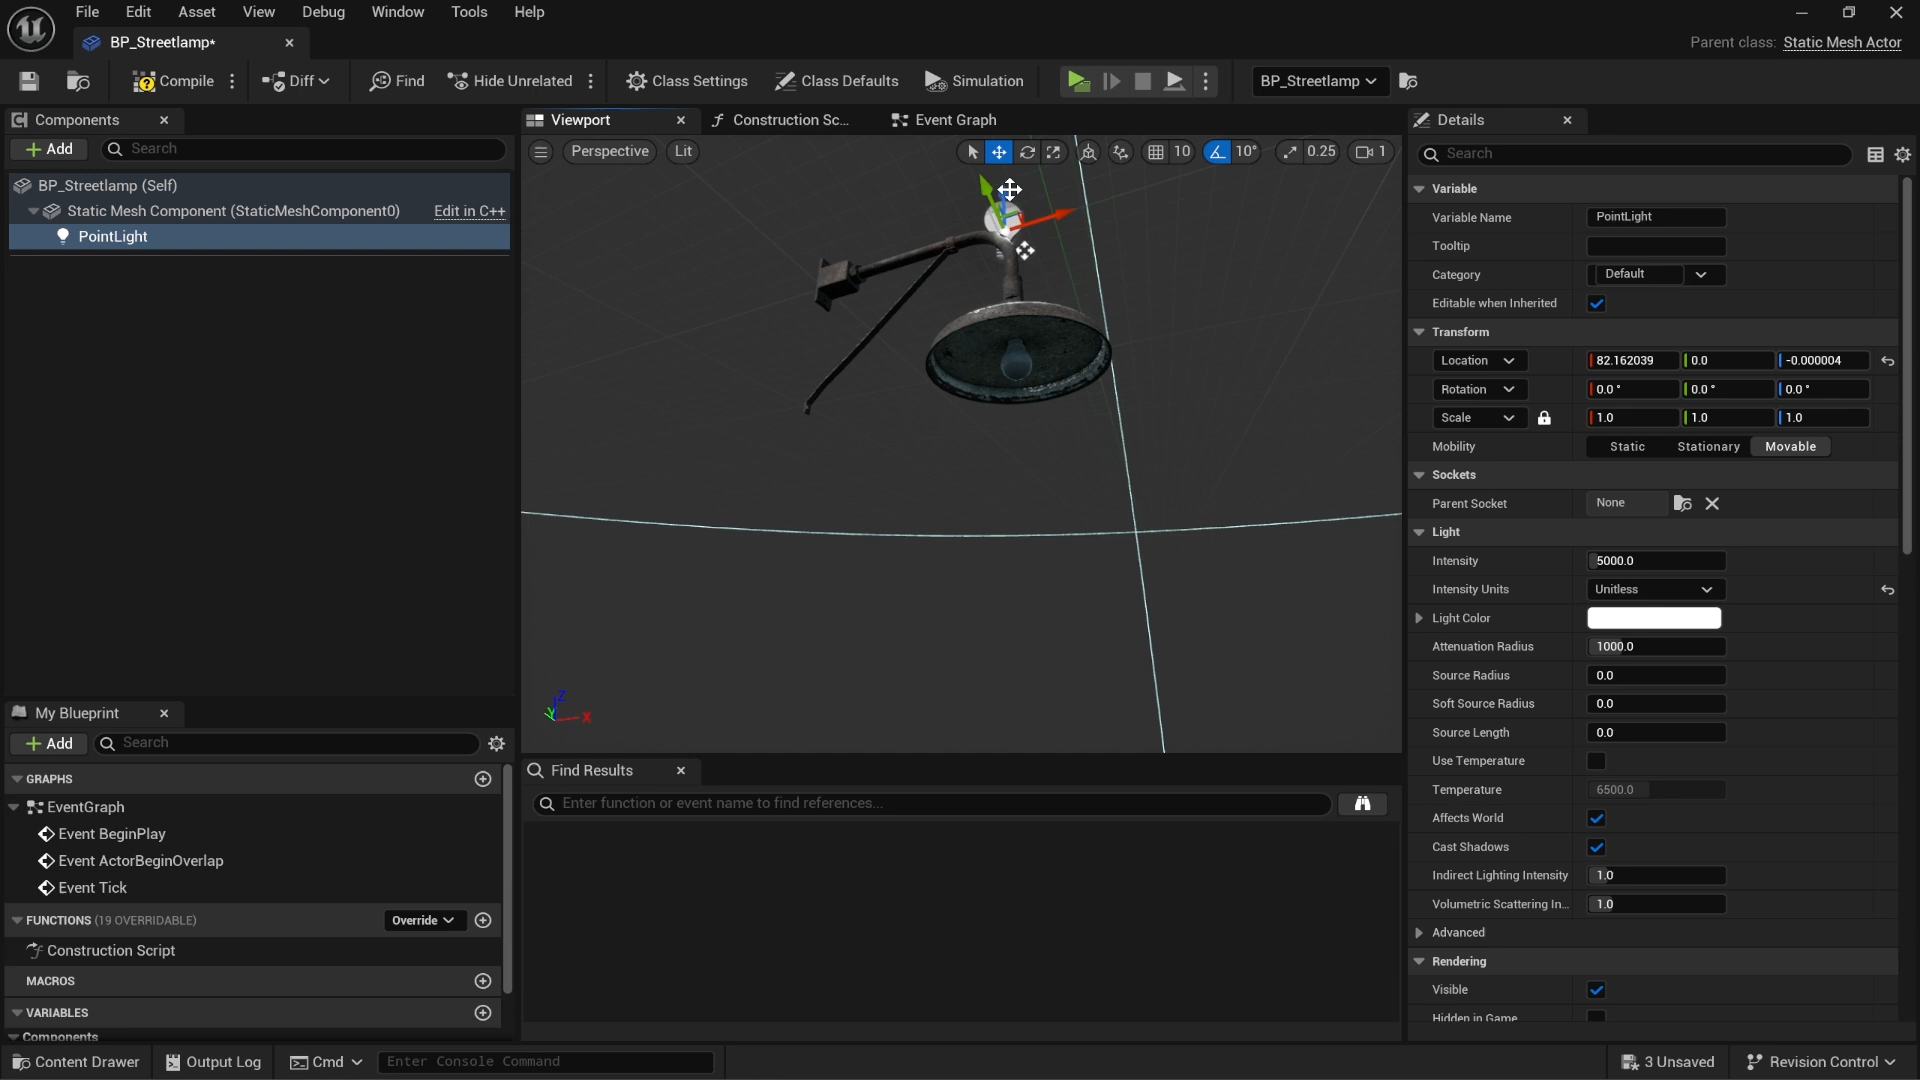 File Edit Asset View Debug Window Tools Help
BP_Streetlamp*
Parent class: Static Mesh Actor
Compile Diff Find Hide Unrelated Class Settings Class Defaults Simulation BP_Streetlamp
Components
Add Search
BP_Streetlamp (Self)
Static Mesh Component (StaticMeshComponent0) Edit in C++
PointLight
Viewport Construction Sc... Event Graph
Perspective Lit 10 10° 0.25 1
Z
Y X
Details
Search
Variable
Variable Name PointLight
Tooltip
Category Default
Editable when Inherited
Transform
Location 82.162039 0.0 -0.000004
Rotation 0.0 ° 0.0 ° 0.0 °
Scale 1.0 1.0 1.0
Mobility Static Stationary Movable
Sockets
Parent Socket None
Light
Intensity 5000.0
Intensity Units Unitless
Light Color
Attenuation Radius 1000.0
Source Radius 0.0
Soft Source Radius 0.0
Source Length 0.0
Use Temperature
Temperature 6500.0
Affects World
Cast Shadows
Indirect Lighting Intensity 1.0
Volumetric Scattering In... 1.0
Advanced
Rendering
Visible
Hidden in Game
My Blueprint
Add Search
GRAPHS
EventGraph
Event BeginPlay
Event ActorBeginOverlap
Event Tick
FUNCTIONS (19 OVERRIDABLE) Override
Construction Script
MACROS
VARIABLES
Components
Find Results
Enter function or event name to find references...
Content Drawer Output Log Cmd Enter Console Command 3 Unsaved Revision Control